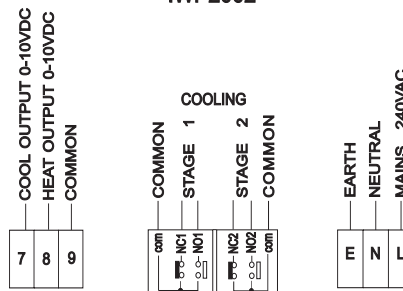 COOL OUTPUT 0-10VDC
HEAT OUTPUT 0-10VDC
COMMON
7 8 9
COOLING
COMMON
STAGE 1
STAGE 2
COMMON
com NC1 NO1 NC2 NO2 com
EARTH
NEUTRAL
MAINS 240VAC
E N L